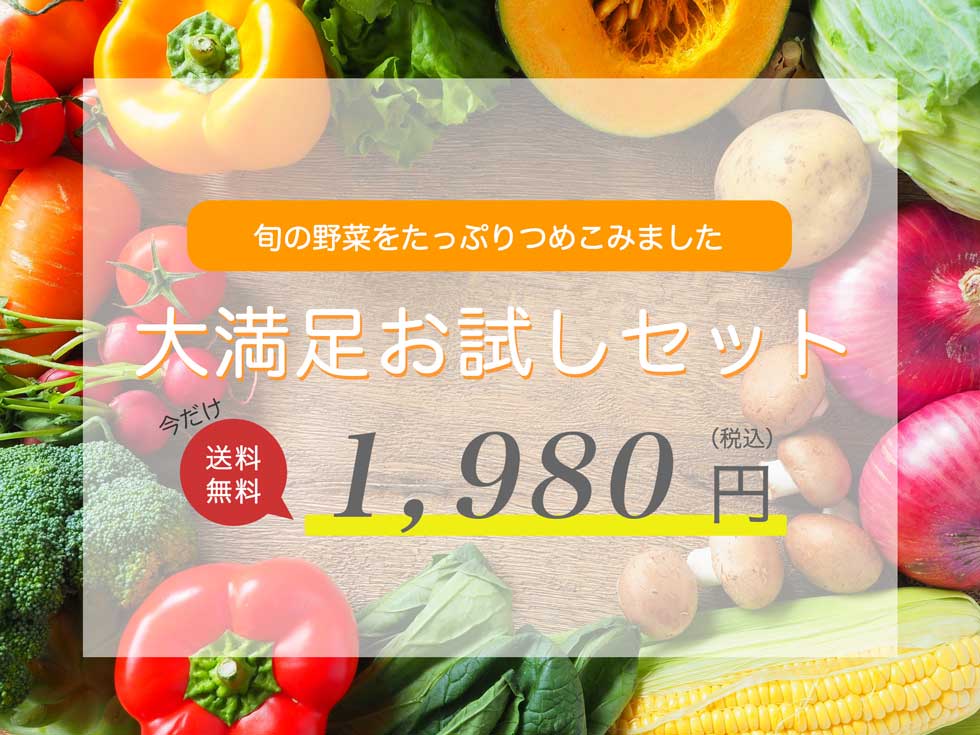 旬の野菜をたっぷりつめこみました
大満足お試しセット
今だけ
送料
無料
1,980
(税込)
円